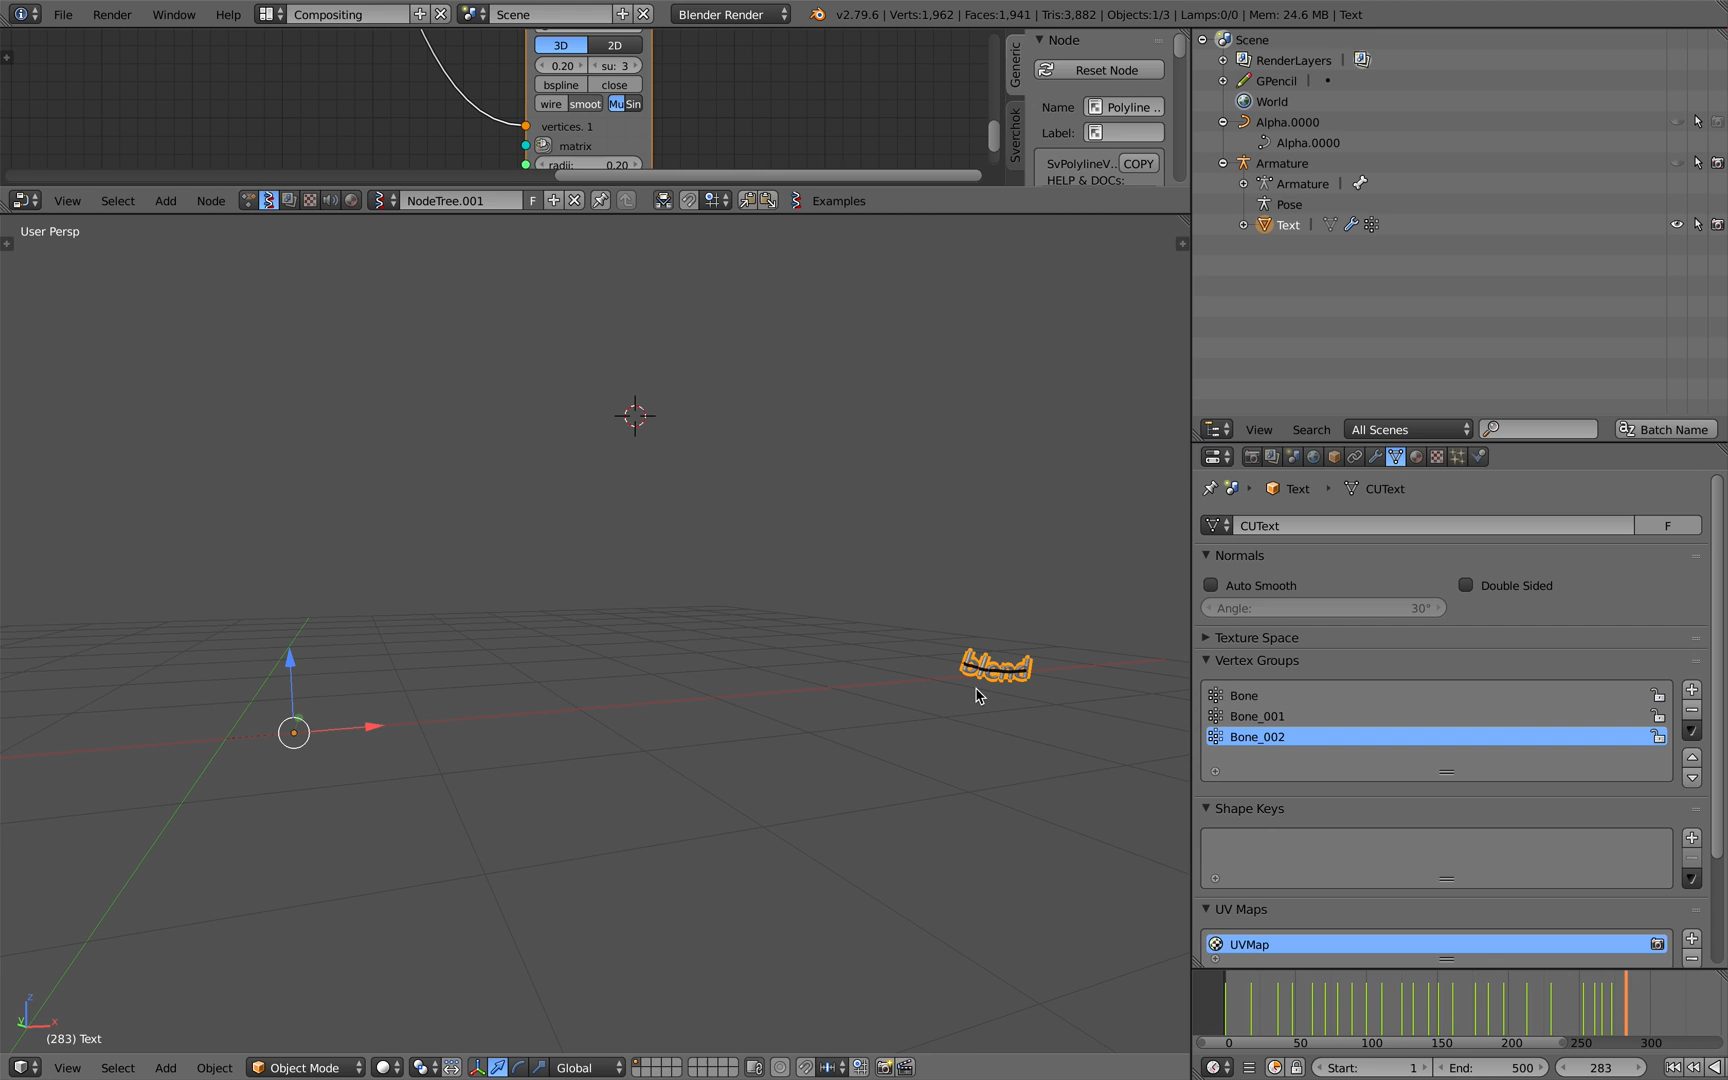 File Render Window Help Compositing Scene Blender Render v2.79.6 | Verts:1,962 | Faces:1,941 | Tris:3,882 | Objects:1/3 | Lamps:0/0 | Mem: 24.6 MB | Text
3D 2D
0.20 su: 3
bspline close
wire smoot Mu Sin
vertices. 1
matrix
radii: 0.20
Generic
Sverchok
Node
Reset Node
Name Polyline ..
Label:
SvPolylineV.. COPY
HELP & DOCs:
View Select Add Node NodeTree.001 F Examples
User Persp
blend
z
y x
(283) Text
View Select Add Object Object Mode Global
Scene
RenderLayers
GPencil
World
Alpha.0000
Alpha.0000
Armature
Armature
Pose
Text
View Search All Scenes Batch Name
Text CUText
CUText F
Normals
Auto Smooth Double Sided
Angle: 30°
Texture Space
Vertex Groups
Bone
Bone_001
Bone_002
Shape Keys
UV Maps
UVMap
0 50 100 150 200 250 300
Start: 1 End: 500 283